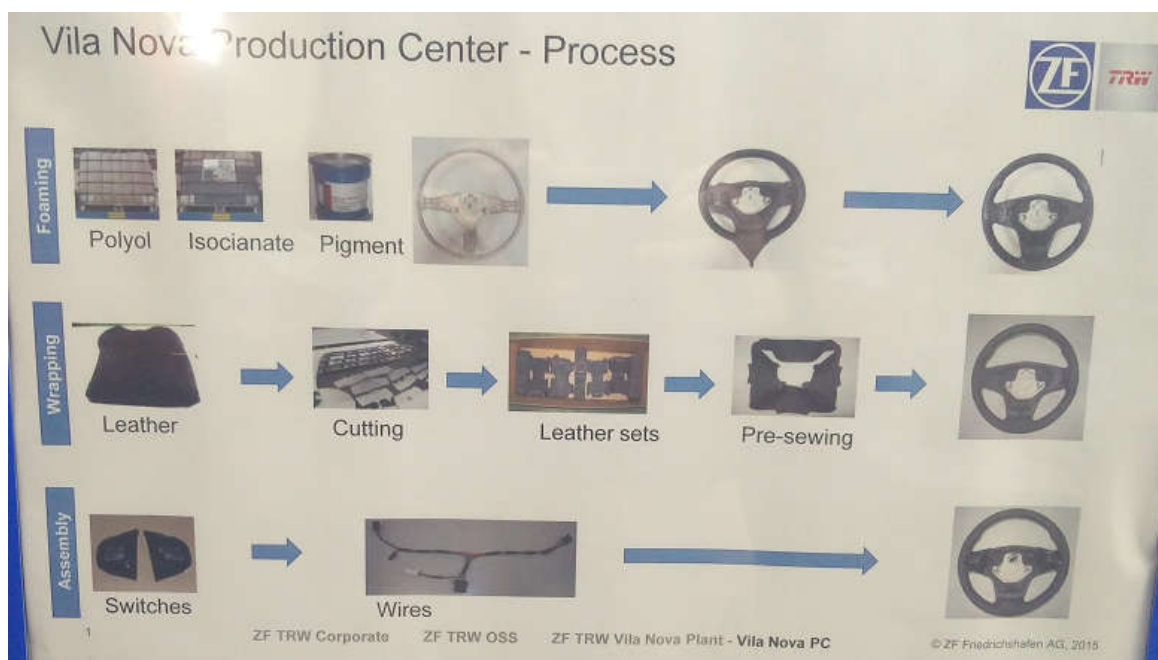 Vila Nova Production Center - Process
ZF
TRW
Foaming
Polyol
Isocianate
Pigment
Wrapping
Leather
Cutting
Leather sets
Pre-sewing
Assembly
Switches
Wires
1
ZF TRW Corporate ZF TRW OSS ZF TRW Vila Nova Plant - Vila Nova PC
© ZF Friedrichshafen AG, 2015